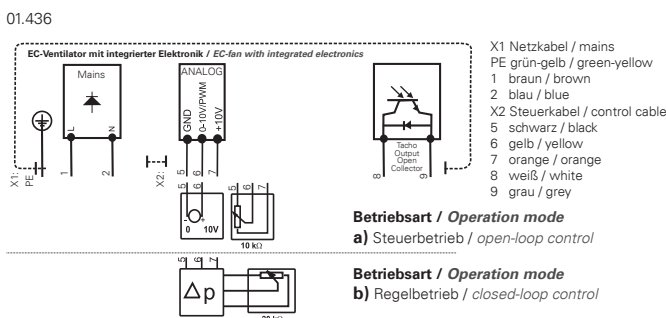 01.436
EC-Ventilator mit integrierter Elektronik / EC-fan with integrated electronics
Mains
ANALOG
L
N
GND
0-10V/PWM
+10V
Tacho
Output
Open
Collector
X1:
PE
1
2
X2:
5
6
7
8
9
5 6 7
- +
0 10V
5 6 7
10 kΩ
5 6 7
Δp
X1 Netzkabel / mains
PE grün-gelb / green-yellow
1 braun / brown
2 blau / blue
X2 Steuerkabel / control cable
5 schwarz / black
6 gelb / yellow
7 orange / orange
8 weiß / white
9 grau / grey
Betriebsart / Operation mode
a) Steuerbetrieb / open-loop control
Betriebsart / Operation mode
b) Regelbetrieb / closed-loop control